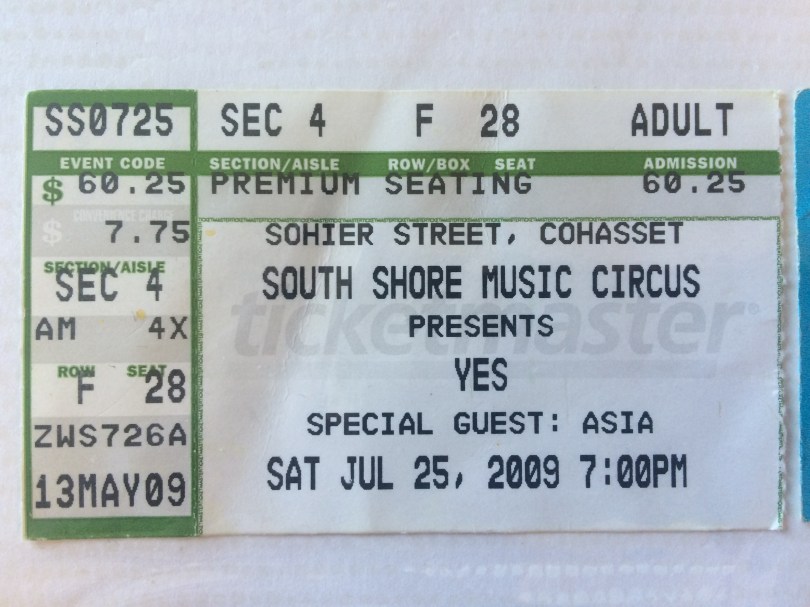 SS0725 SEC 4 F 28 ADULT
EVENT CODE SECTION/AISLE ROW/BOX SEAT ADMISSION
$ 60.25 PREMIUM SEATING 60.25
CONVENIENCE CHARGE
$ 7.75 SOHIER STREET, COHASSET
SECTION/AISLE
SEC 4 SOUTH SHORE MUSIC CIRCUS
ticketmaster®
AM 4X PRESENTS
ROW SEAT
F 28 YES
ZWS726A SPECIAL GUEST: ASIA
13MAY09 SAT JUL 25, 2009 7:00PM